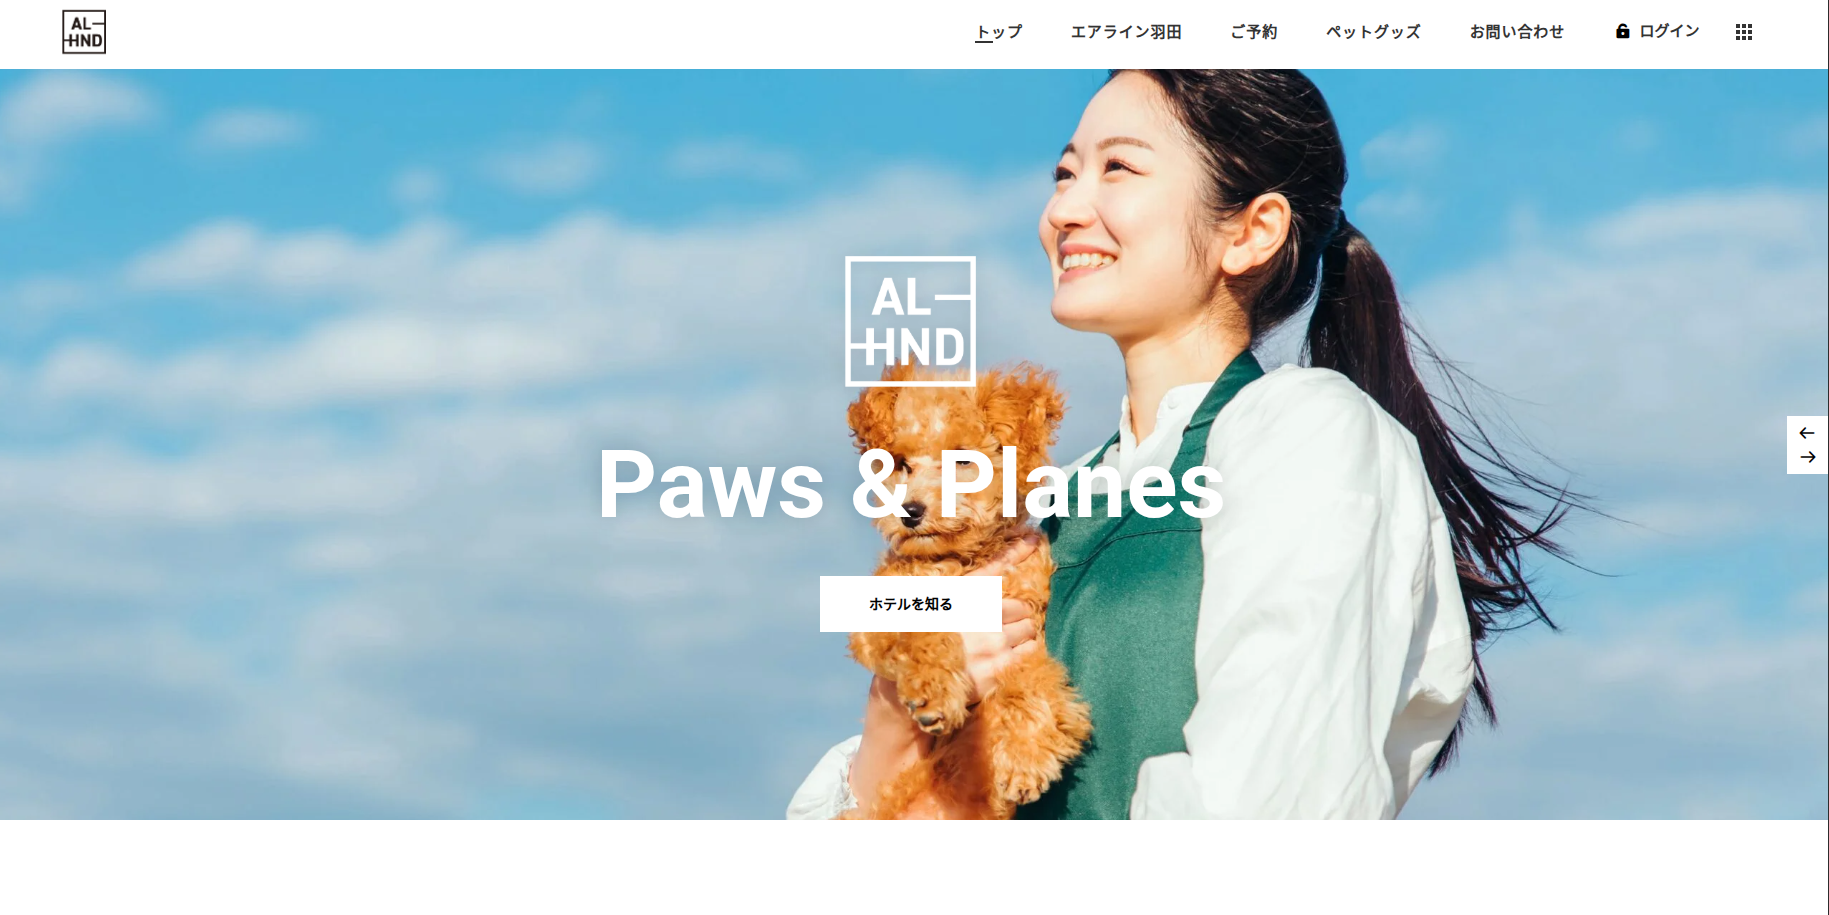 AL
HND
トップ
エアライン羽田
ご予約
ペットグッズ
お問い合わせ
ログイン
AL
HND
Paws & Planes
ホテルを知る